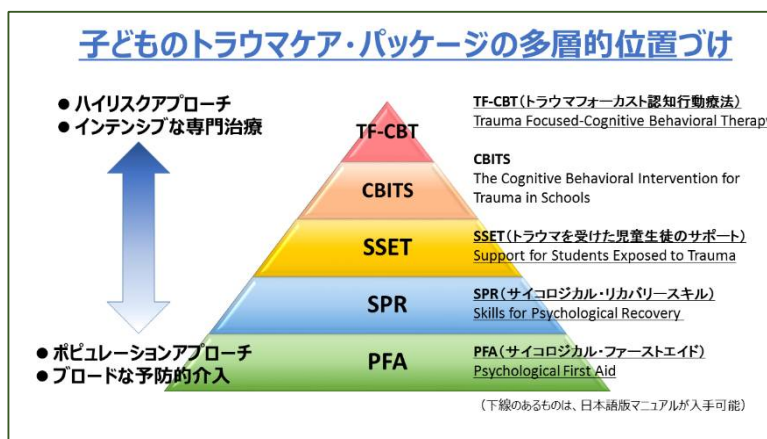 子どものトラウマケア・パッケージの多層的位置づけ
● ハイリスクアプローチ
● インテンシブな専門治療
TF-CBT
TF-CBT（トラウマフォーカスト認知行動療法）
Trauma Focused-Cognitive Behavioral Therapy
CBITS
CBITS
The Cognitive Behavioral Intervention for
Trauma in Schools
SSET
SSET（トラウマを受けた児童生徒のサポート）
Support for Students Exposed to Trauma
SPR
SPR（サイコロジカル・リカバリースキル）
Skills for Psychological Recovery
● ポピュレーションアプローチ
● ブロードな予防的介入
PFA
PFA（サイコロジカル・ファーストエイド）
Psychological First Aid
（下線のあるものは、日本語版マニュアルが入手可能）